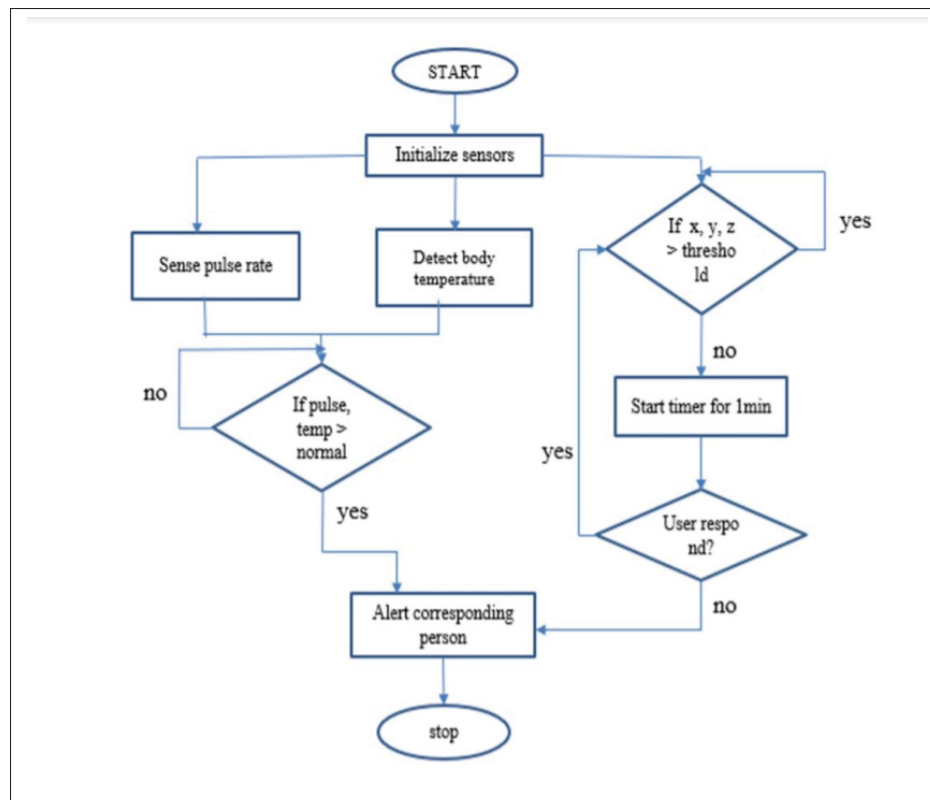 START
Initialize sensors
Sense pulse rate
Detect body
temperature
If x, y, z
> thresho
ld
yes
no
Start timer for 1min
no
If pulse,
temp >
normal
yes
yes
User respo
nd?
no
Alert corresponding
person
stop